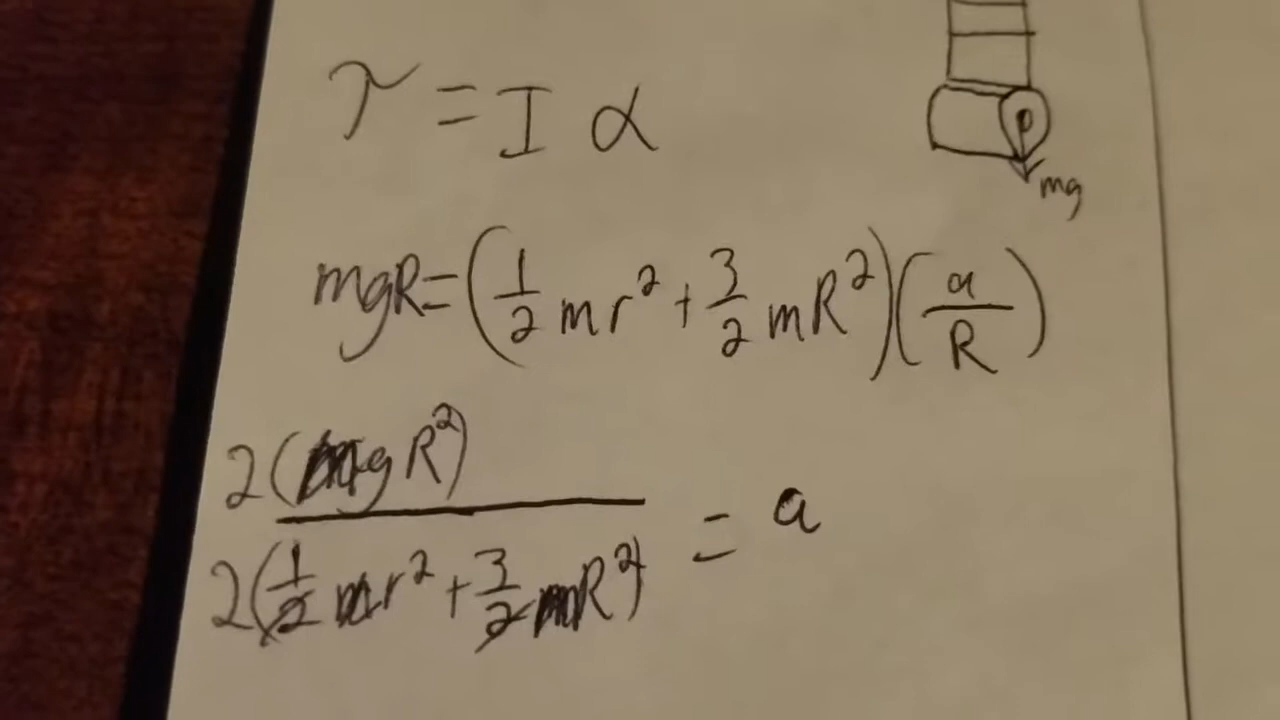 τ = I α
mg
mgR = (1/2 mr² + 3/2 mR²)(a/R)
2(mgR²)
/ 2(1/2 mr² + 3/2 mR²) = a